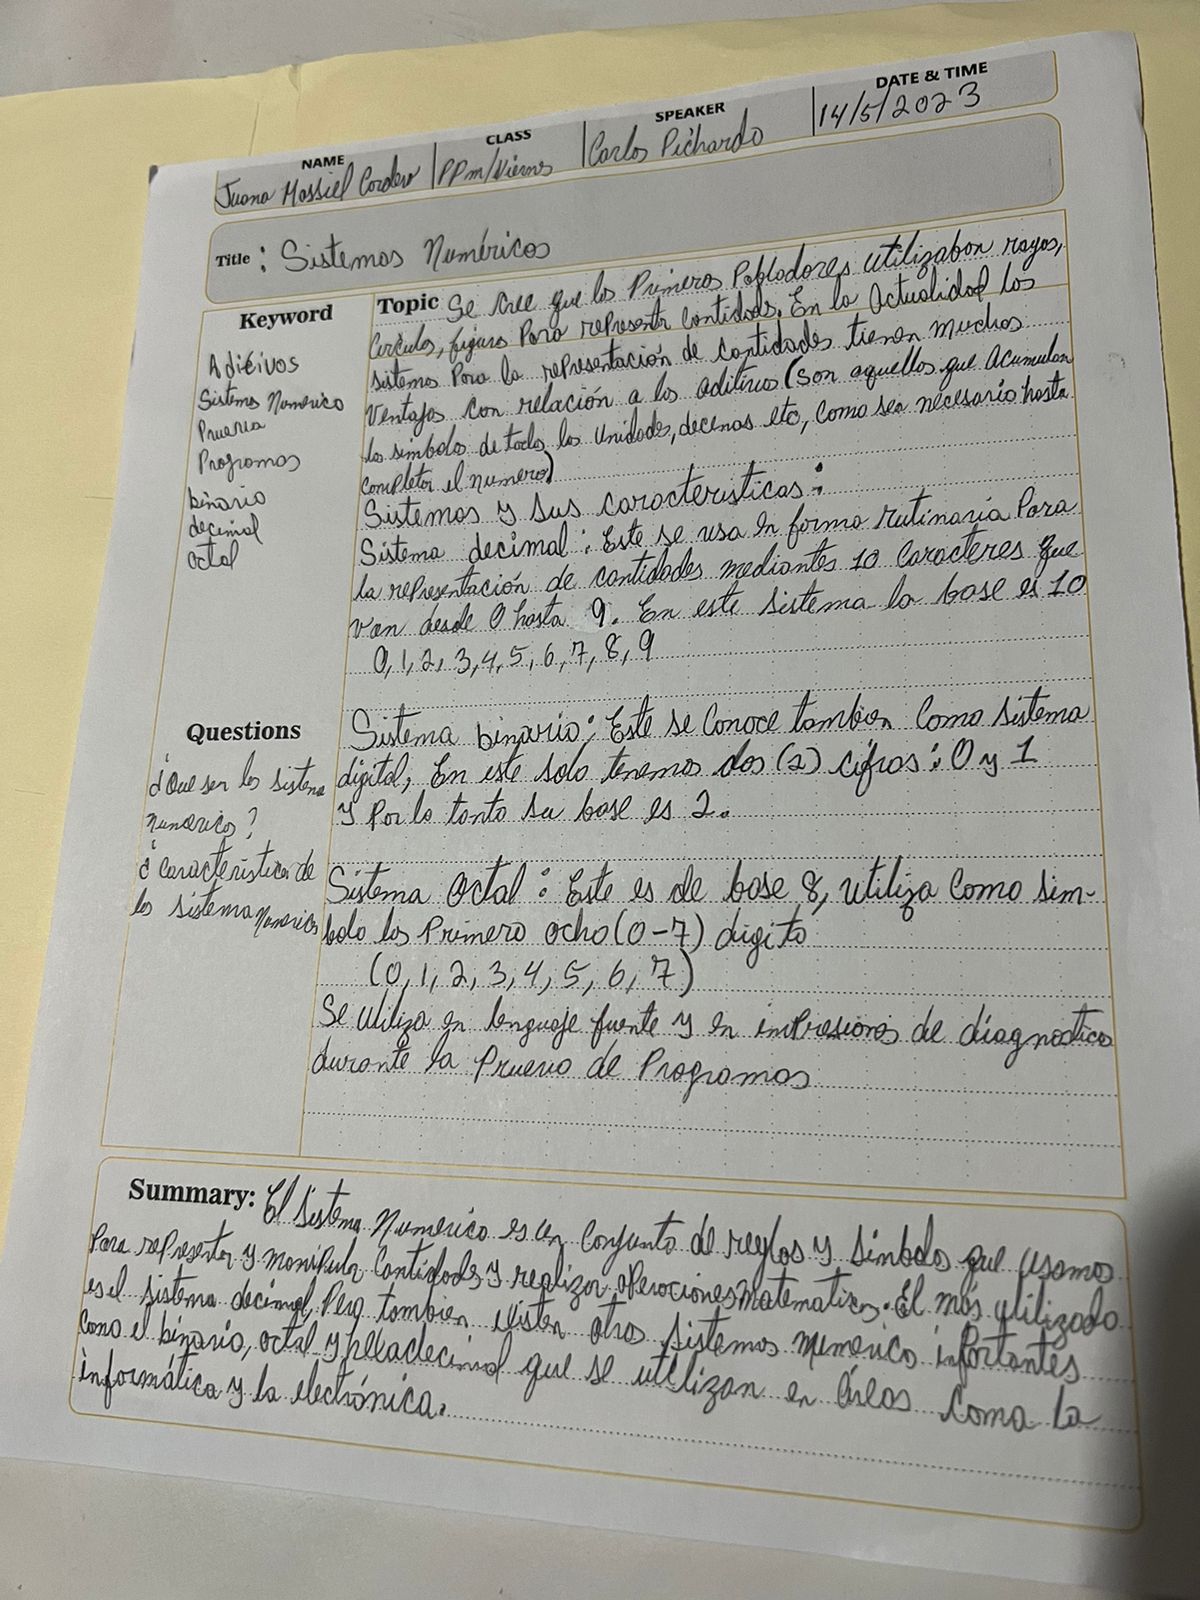 NAME CLASS SPEAKER DATE & TIME
Juana Massiel Cordero PPm/Viernes Carlos Pichardo 14/5/2023
Title : Sistemas Numéricos
Keyword
Adicivos
Sistema Numerico
Prueva
Programas
binario
decimal
Octal
Questions
¿Que son los sistema
numericos?
¿caracteristica de
los sistema Numericos
Topic Se cree que los Primeros Pobladores utilizaban rayas,
Circulos, figuras Para representr Contidads. En la Actualidad Los
sistemas Para la representación de cantidades tienen muchas
Ventajas con relación a los aditivos (son aquellos que Acumulan
los simbolos de todas las Unidades, decenas etc, como sea necesario hasta
completar el numero)
Sistemas y sus caracteristicas:
Sistema decimal: Este se usa en forma rutinaria Para
la representación de cantidades mediantes 10 caracteres que
van desde 0 hasta 9. En este sistema la base es 10
0,1,2,3,4,5,6,7,8,9
Sistema binario: Este se Conoce tambien como sistema
digital, En este solo tenemos dos (2) cifras: 0 y 1
y Por lo tanto su base es 2.
Sistema Octal: Este es de base 8, utiliza como sim-
bolo los Primero ocho (0-7) digito
(0,1,2,3,4,5,6,7)
Se utiliza en lenguaje fuente y en impresiones de diagnostico
durante la Prueva de Programas
Summary: El sistema Numerico es un conjunto de reglas y simbolo que usamos
Para representar y manipular Cantidades y realizar operaciones Matematicas. El más utilizado
es el sistema decimal, Pero tambien existen otros sistemas numerico importantes
como el binario, octal y hexadecimal que se utilizan en áreas como la
informática y la electrónica.